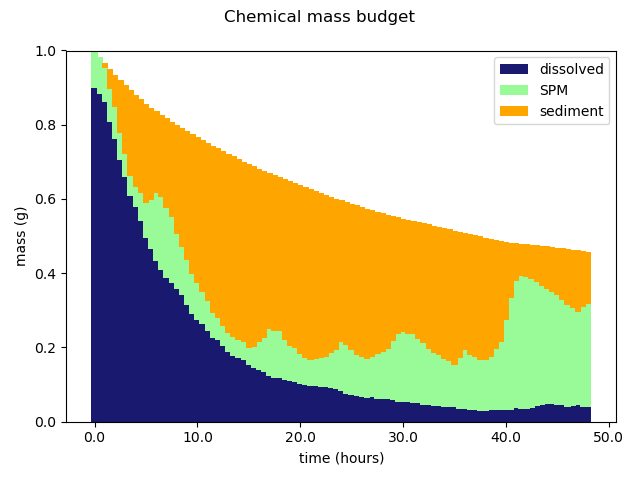 Chemical mass budget
1.0
0.8
0.6
0.4
0.2
0.0
mass (g)
dissolved
SPM
sediment
0.0 10.0 20.0 30.0 40.0 50.0
time (hours)